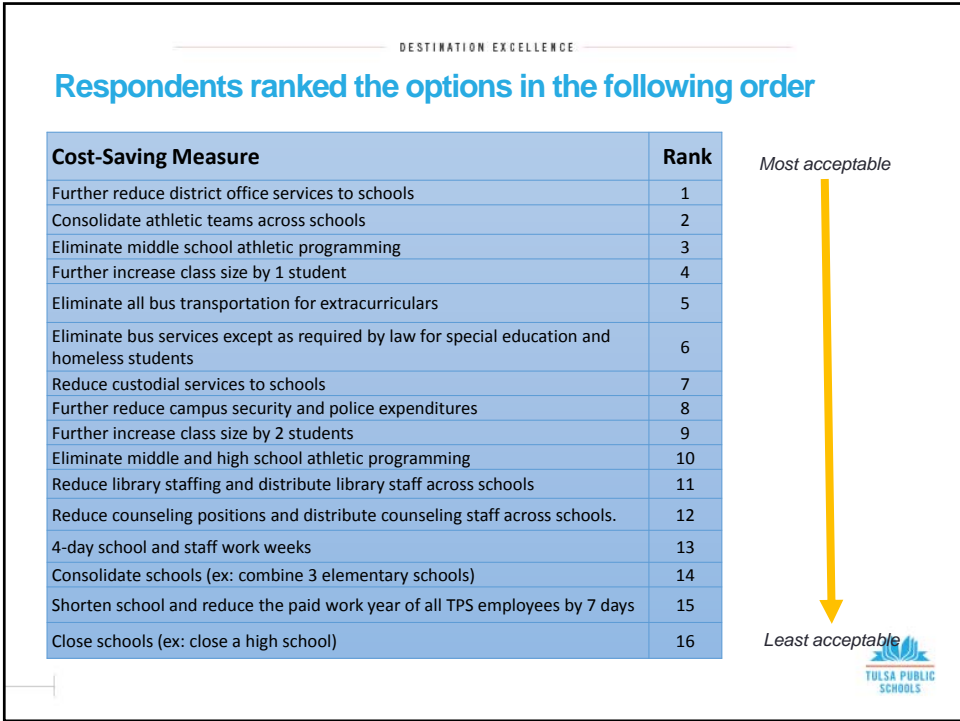 DESTINATION EXCELLENCE
Respondents ranked the options in the following order
Cost-Saving Measure Rank
Most acceptable
Further reduce district office services to schools 1
Consolidate athletic teams across schools 2
Eliminate middle school athletic programming 3
Further increase class size by 1 student 4
Eliminate all bus transportation for extracurriculars 5
Eliminate bus services except as required by law for special education and
homeless students 6
Reduce custodial services to schools 7
Further reduce campus security and police expenditures 8
Further increase class size by 2 students 9
Eliminate middle and high school athletic programming 10
Reduce library staffing and distribute library staff across schools 11
Reduce counseling positions and distribute counseling staff across schools. 12
4-day school and staff work weeks 13
Consolidate schools (ex: combine 3 elementary schools) 14
Shorten school and reduce the paid work year of all TPS employees by 7 days 15
Close schools (ex: close a high school) 16
Least acceptable
TULSA PUBLIC
SCHOOLS